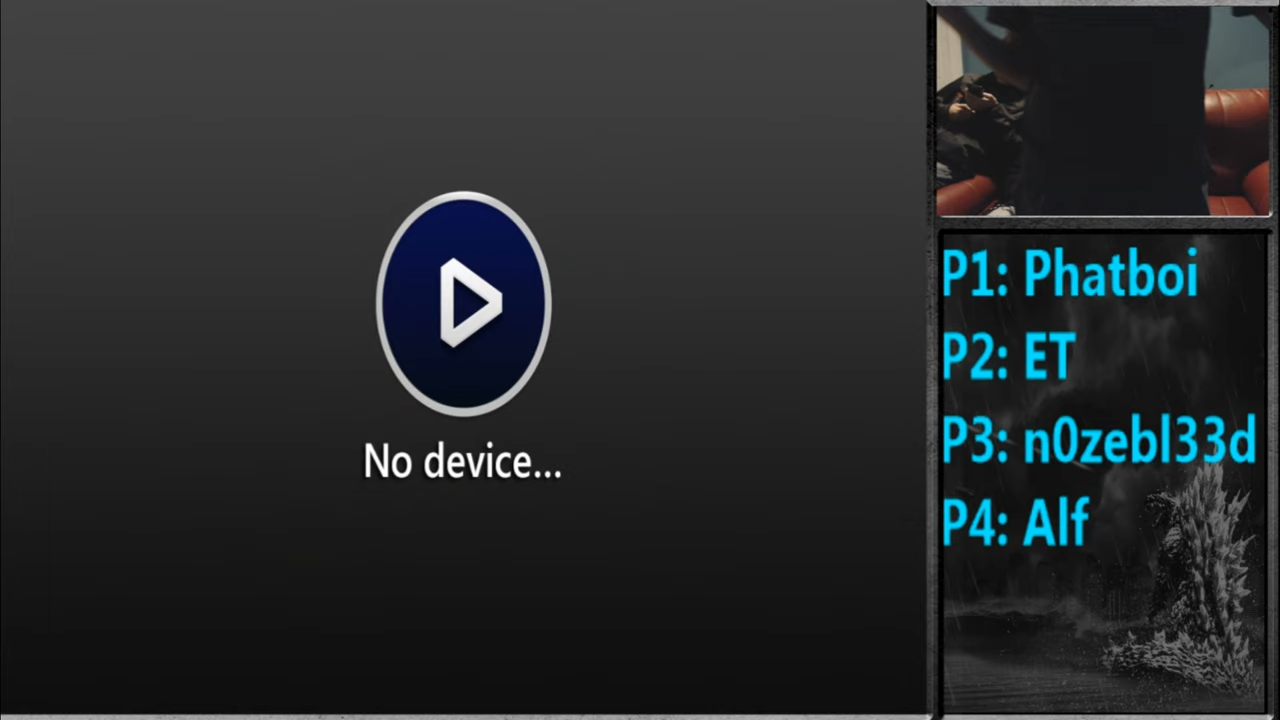 No device...
P1: Phatboi
P2: ET
P3: n0zebl33d
P4: Alf